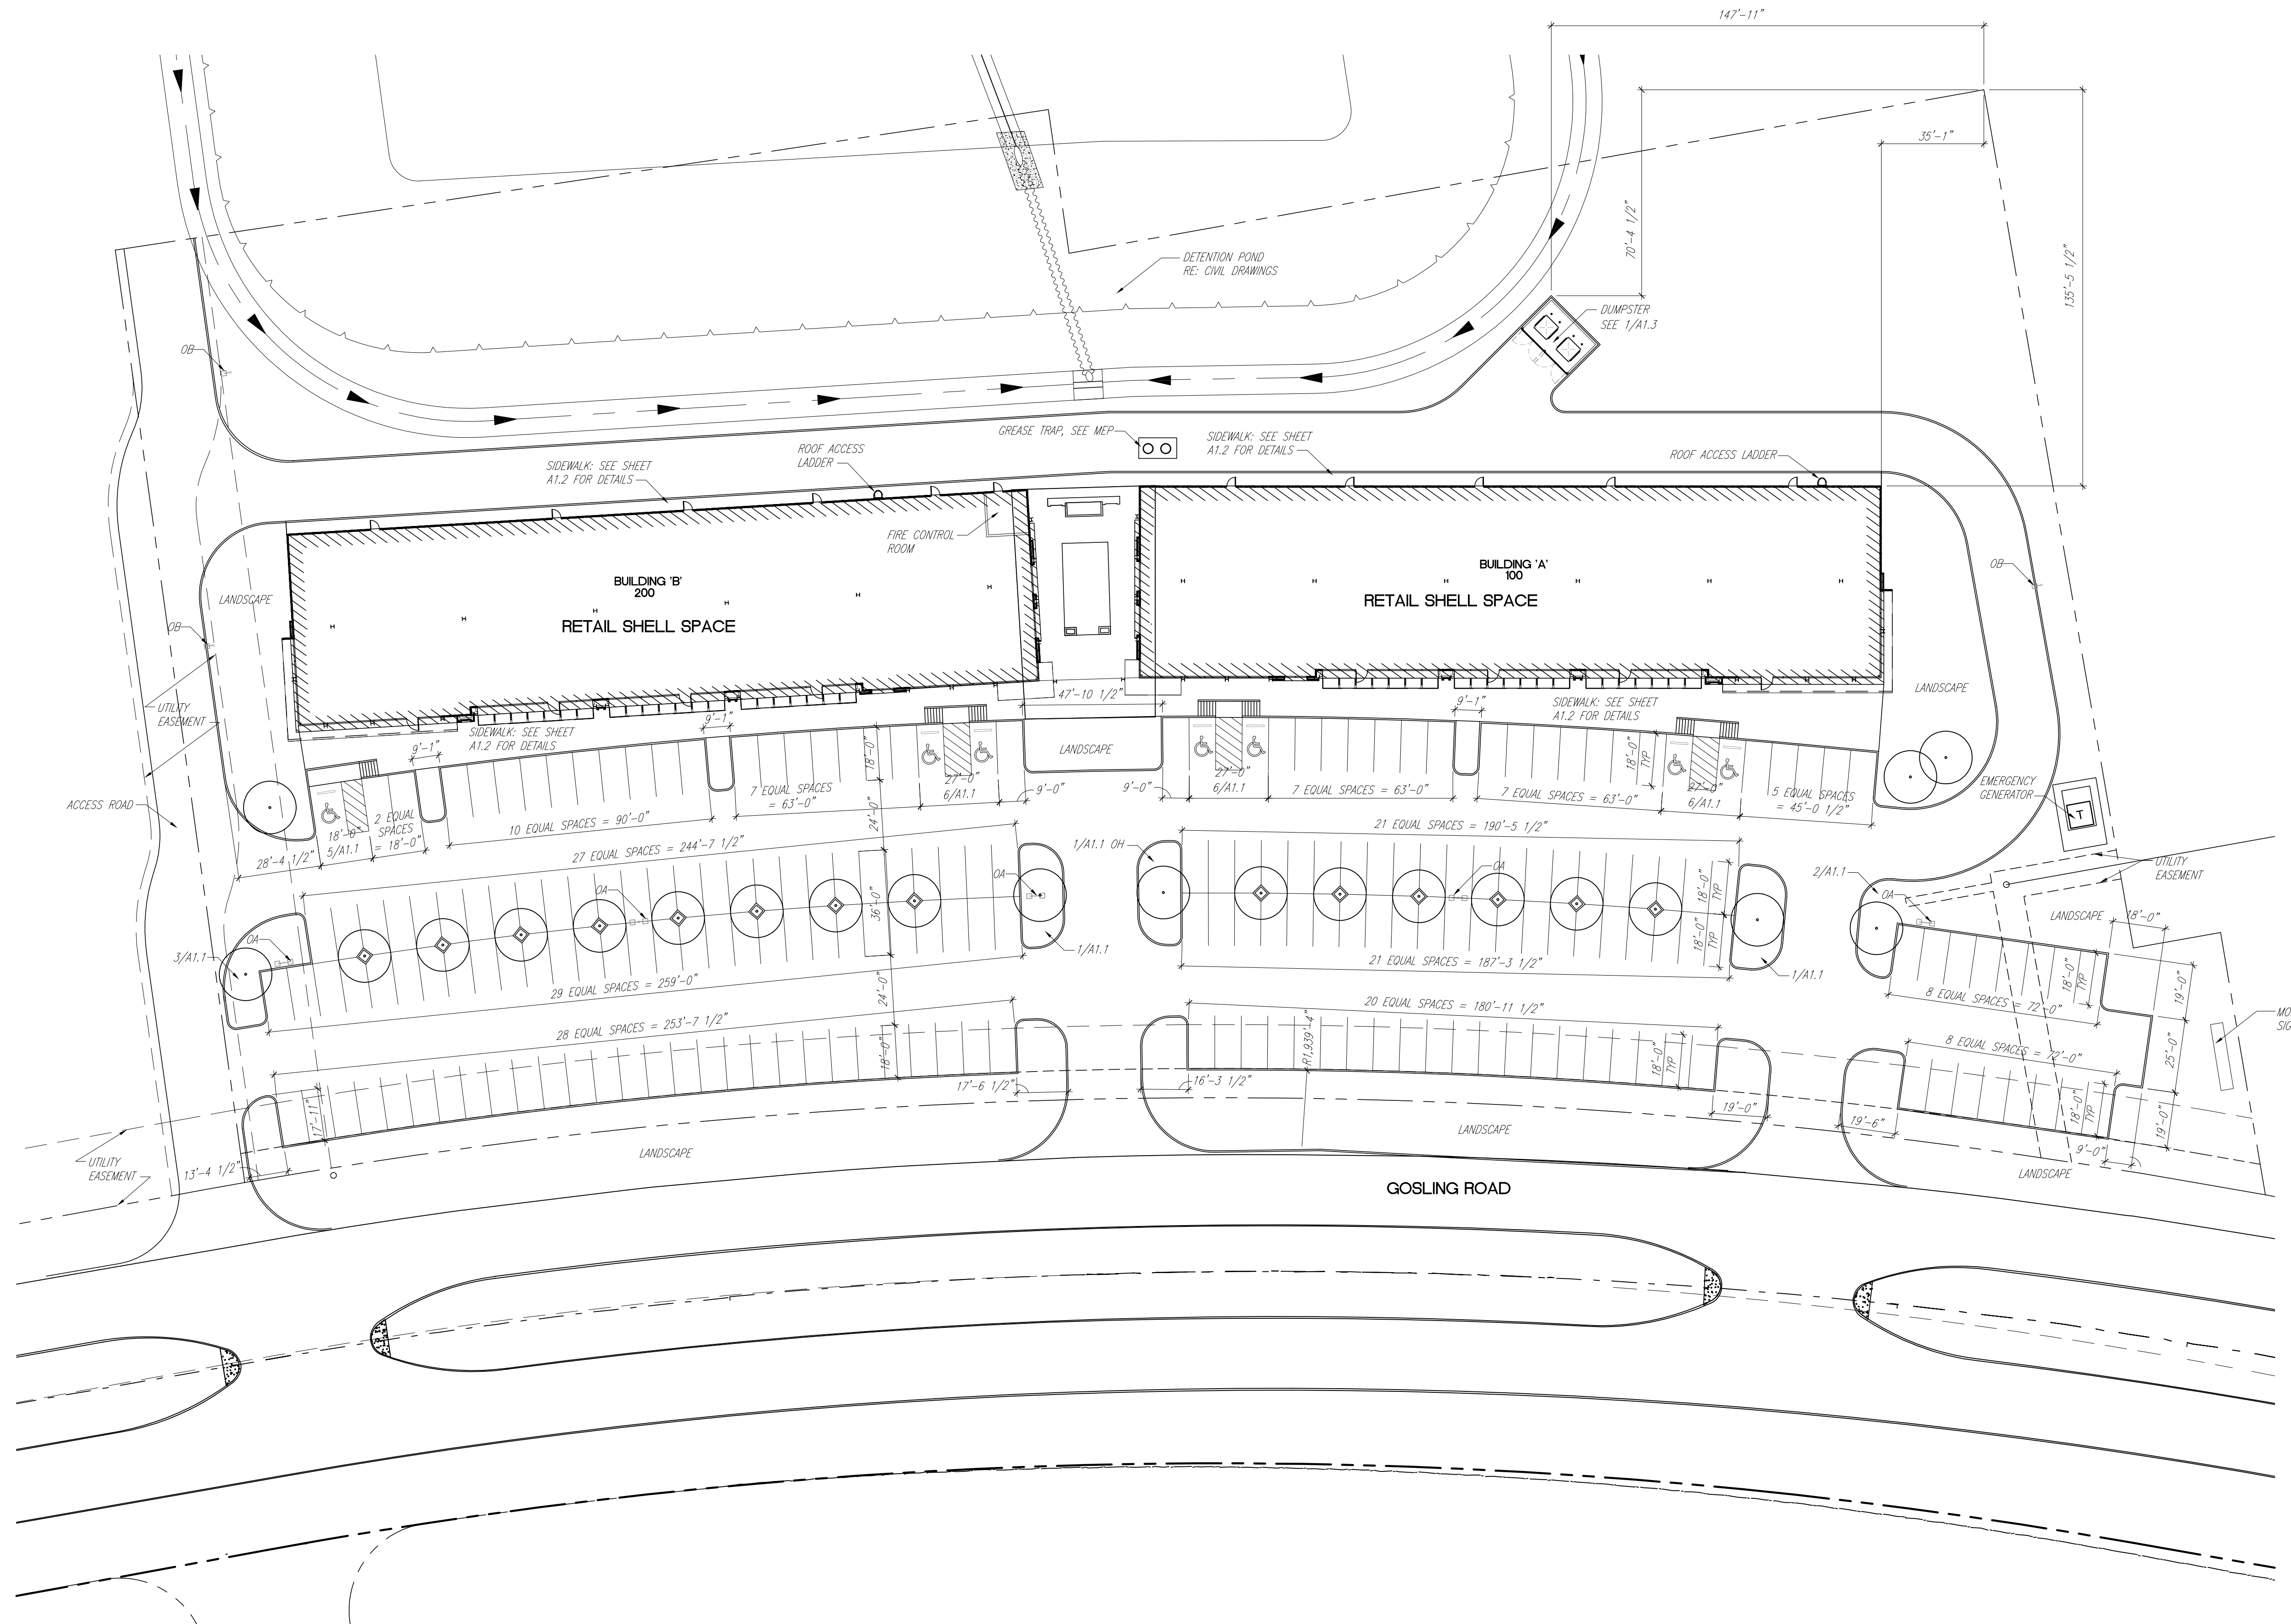 147'-11"
35'-1"
70'-4 1/2"
135'-5 1/2"
DETENTION POND
RE: CIVIL DRAWINGS
DUMPSTER
SEE 1/A1.3
OB
GREASE TRAP, SEE MEP
SIDEWALK: SEE SHEET
A1.2 FOR DETAILS
ROOF ACCESS
LADDER
ROOF ACCESS LADDER
SIDEWALK: SEE SHEET
A1.2 FOR DETAILS
FIRE CONTROL
ROOM
BUILDING 'B'
200
RETAIL SHELL SPACE
BUILDING 'A'
100
RETAIL SHELL SPACE
OB
LANDSCAPE
OB
UTILITY
EASEMENT
LANDSCAPE
47'-10 1/2"
9'-1"
SIDEWALK: SEE SHEET
A1.2 FOR DETAILS
9'-1"
SIDEWALK: SEE SHEET
A1.2 FOR DETAILS
9'-1"
18'-0"
LANDSCAPE
18'-0"
TYP
ACCESS ROAD
27'-0"
6/A1.1
9'-0"
9'-0"
27'-0"
6/A1.1
7 EQUAL SPACES = 63'-0"
7 EQUAL SPACES = 63'-0"
27'-0"
6/A1.1
5 EQUAL SPACES
= 45'-0 1/2"
EMERGENCY
GENERATOR
T
7 EQUAL SPACES
= 63'-0"
10 EQUAL SPACES = 90'-0"
2 EQUAL
SPACES
= 18'-0"
18'-0"
5/A1.1
28'-4 1/2"
24'-0"
27 EQUAL SPACES = 244'-7 1/2"
21 EQUAL SPACES = 190'-5 1/2"
1/A1.1 OH
OA
OA
OA
36'-0"
18'-0"
TYP
18'-0"
TYP
2/A1.1
OA
UTILITY
EASEMENT
LANDSCAPE
18'-0"
3/A1.1
OA
1/A1.1
1/A1.1
29 EQUAL SPACES = 259'-0"
21 EQUAL SPACES = 187'-3 1/2"
24'-0"
18'-0"
TYP
19'-0"
8 EQUAL SPACES = 72'-0"
28 EQUAL SPACES = 253'-7 1/2"
20 EQUAL SPACES = 180'-11 1/2"
R1,939'-4"
18'-0"
18'-0"
TYP
8 EQUAL SPACES = 72'-0"
25'-0"
MO
SIG
17'-6 1/2"
16'-3 1/2"
17'-11"
19'-0"
19'-6"
18'-0"
TYP
19'-0"
9'-0"
UTILITY
EASEMENT
13'-4 1/2"
LANDSCAPE
LANDSCAPE
LANDSCAPE
GOSLING ROAD